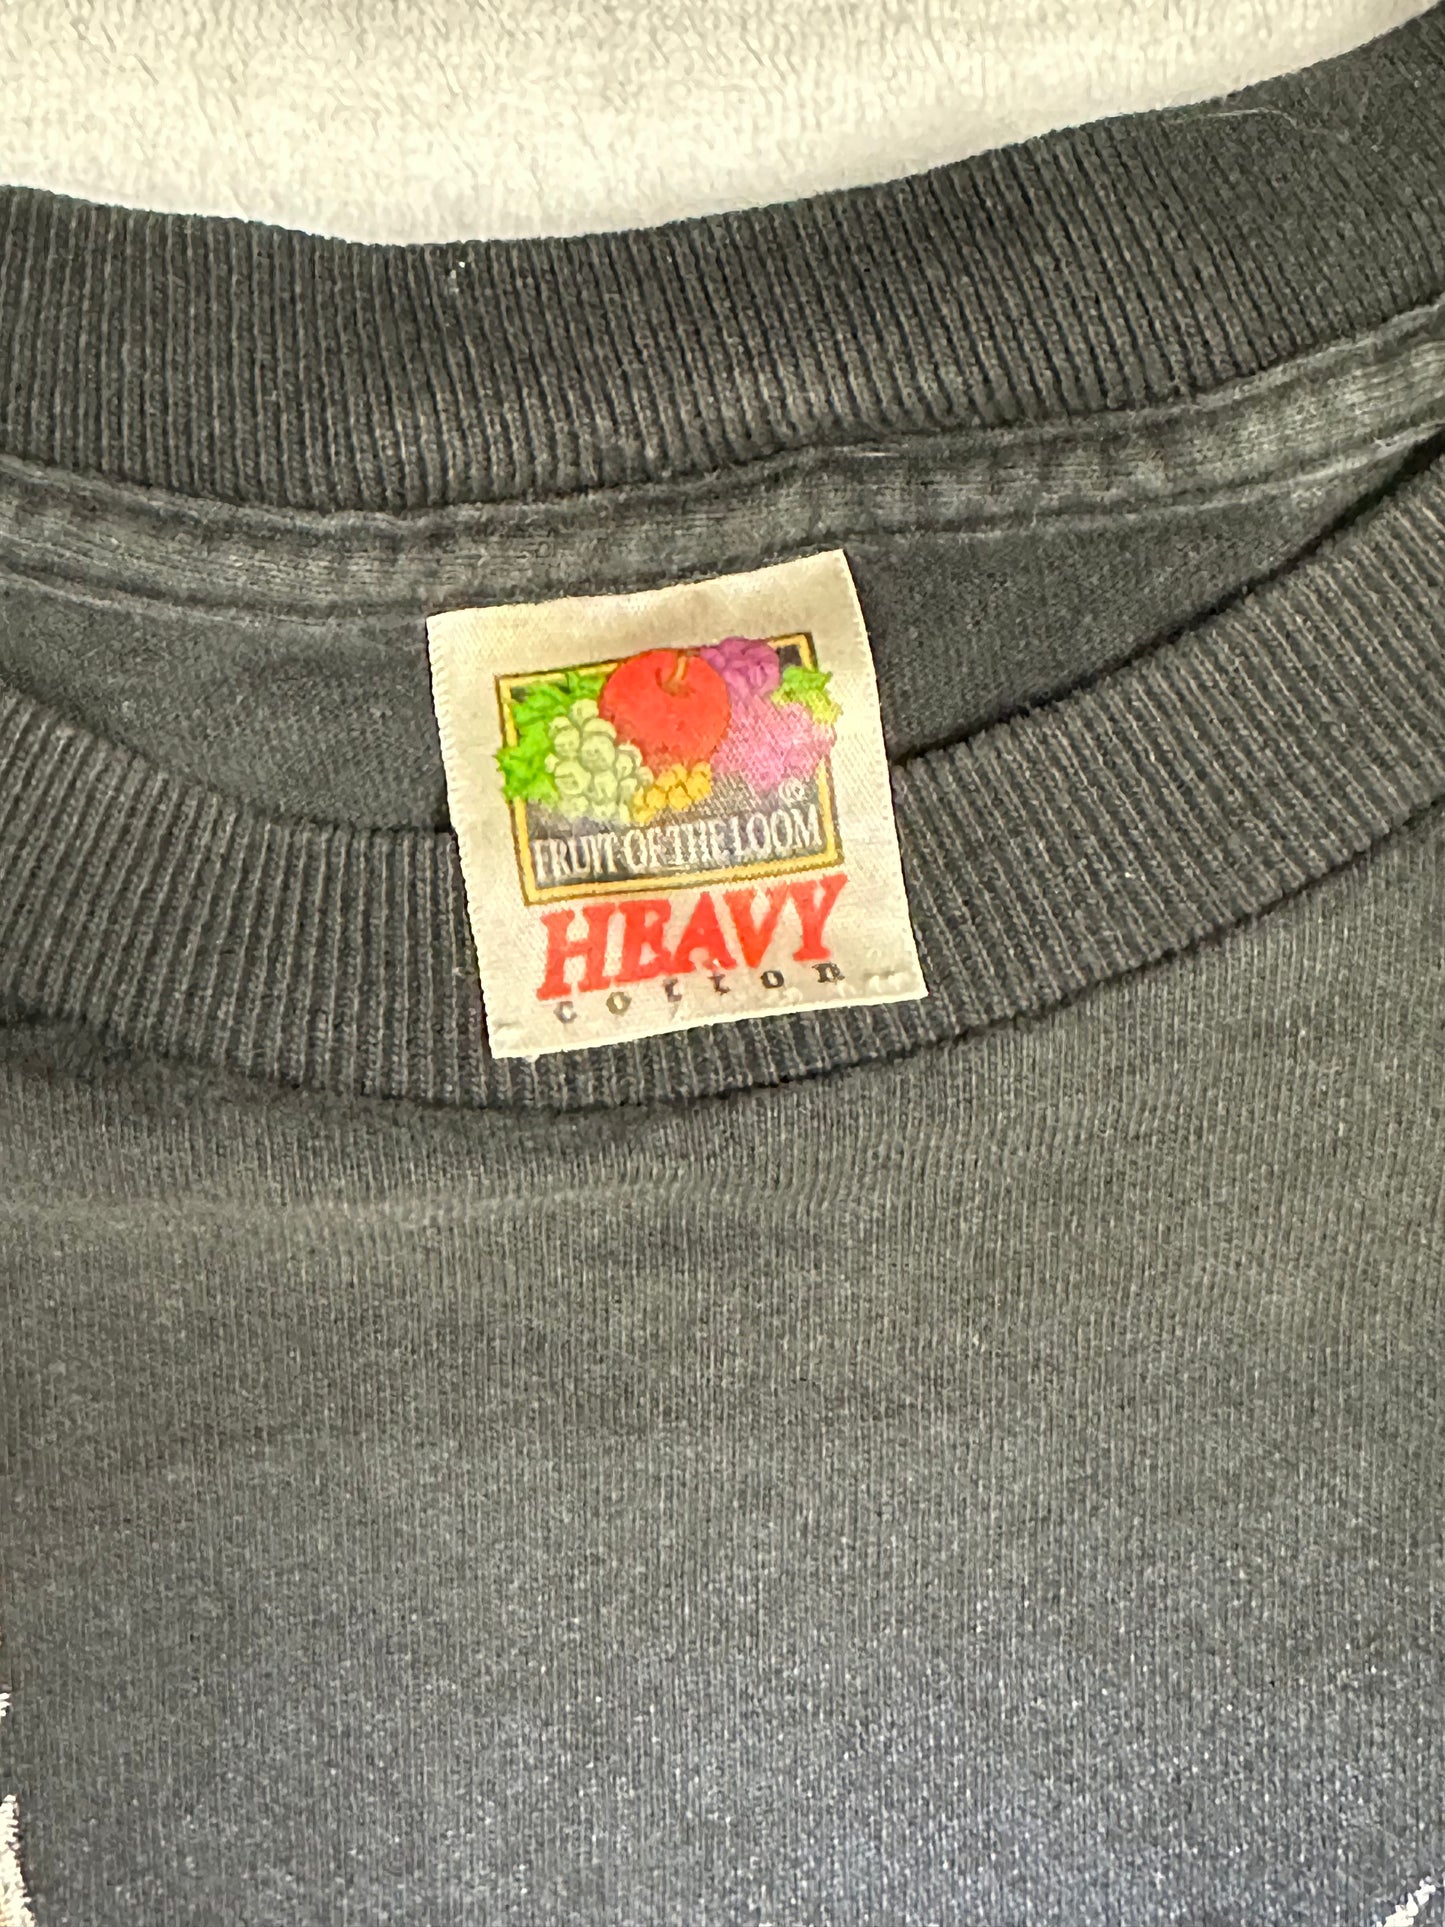 ®
FRUIT OF THE LOOM
HEAVY
COTTON